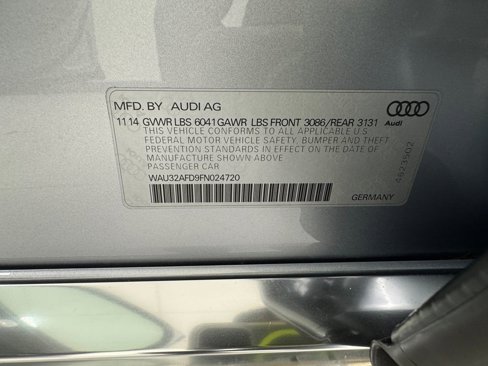 MFD. BY AUDI AG
11 14 GVWR LBS 6041 GAWR LBS FRONT 3086/REAR 3131
Audi
THIS VEHICLE CONFORMS TO ALL APPLICABLE U.S
FEDERAL MOTOR VEHICLE SAFETY, BUMPER AND THEFT
PREVENTION STANDARDS IN EFFECT ON THE DATE OF
MANUFACTURE SHOWN ABOVE
PASSENGER CAR
WAU32AFD9FN024720
4623502
GERMANY